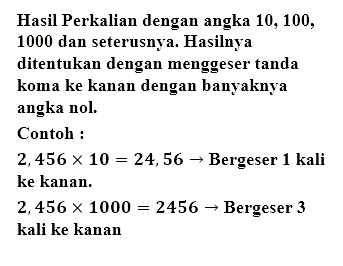 Hasil Perkalian dengan angka 10, 100,
1000 dan seterusnya. Hasilnya
ditentukan dengan menggeser tanda
koma ke kanan dengan banyaknya
angka nol.
Contoh :
2,456 × 10 = 24,56 → Bergeser 1 kali
ke kanan.
2,456 × 1000 = 2456 → Bergeser 3
kali ke kanan